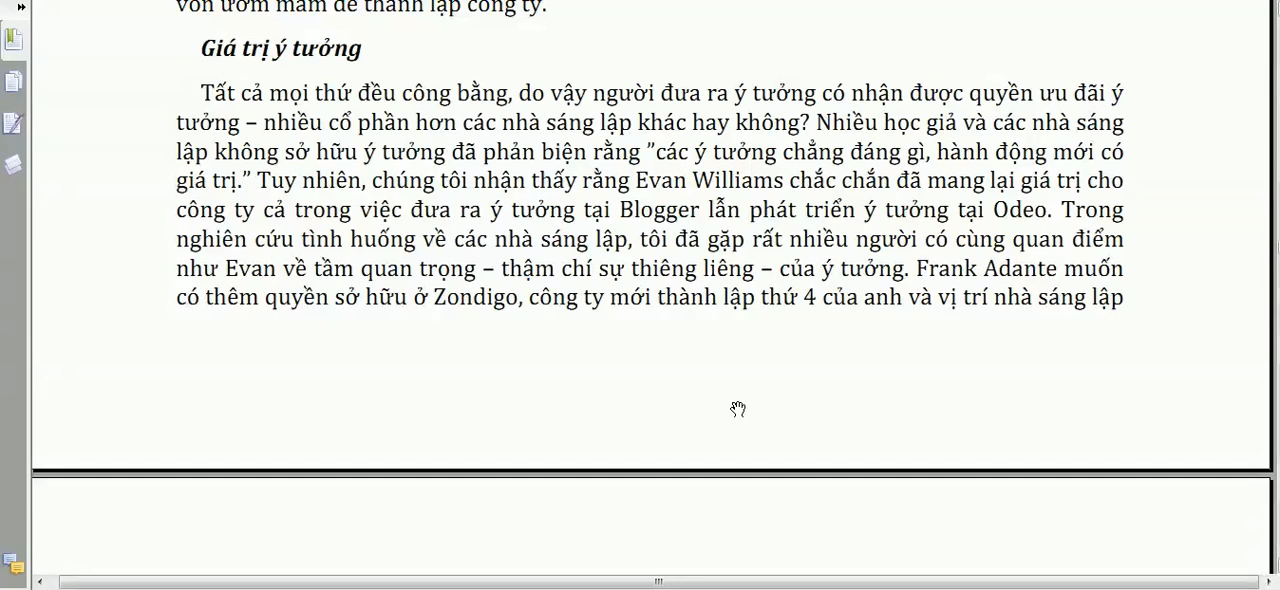 vốn ươm mầm để thành lập công ty.
Giá trị ý tưởng
Tất cả mọi thứ đều công bằng, do vậy người đưa ra ý tưởng có nhận được quyền ưu đãi ý
tưởng – nhiều cổ phần hơn các nhà sáng lập khác hay không? Nhiều học giả và các nhà sáng
lập không sở hữu ý tưởng đã phản biện rằng ”các ý tưởng chẳng đáng gì, hành động mới có
giá trị.” Tuy nhiên, chúng tôi nhận thấy rằng Evan Williams chắc chắn đã mang lại giá trị cho
công ty cả trong việc đưa ra ý tưởng tại Blogger lẫn phát triển ý tưởng tại Odeo. Trong
nghiên cứu tình huống về các nhà sáng lập, tôi đã gặp rất nhiều người có cùng quan điểm
như Evan về tầm quan trọng – thậm chí sự thiêng liêng – của ý tưởng. Frank Adante muốn
có thêm quyền sở hữu ở Zondigo, công ty mới thành lập thứ 4 của anh và vị trí nhà sáng lập